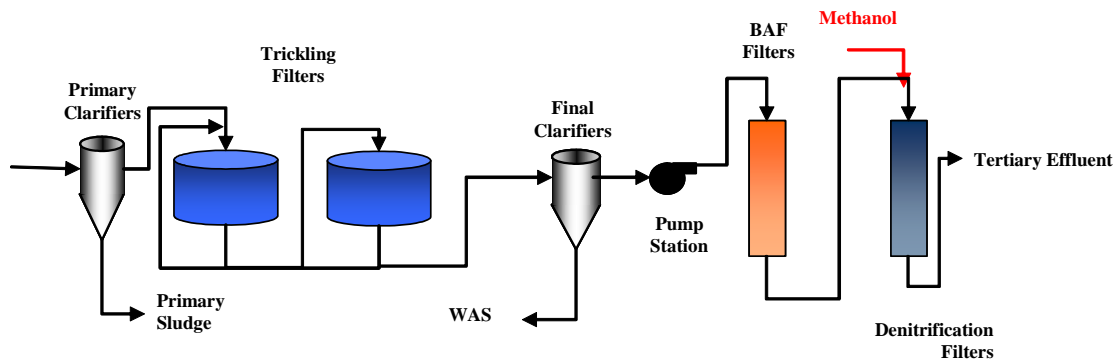 Primary
Clarifiers
Trickling
Filters
Final
Clarifiers
BAF
Filters
Methanol
Tertiary Effluent
Pump
Station
Primary
Sludge
WAS
Denitrification
Filters